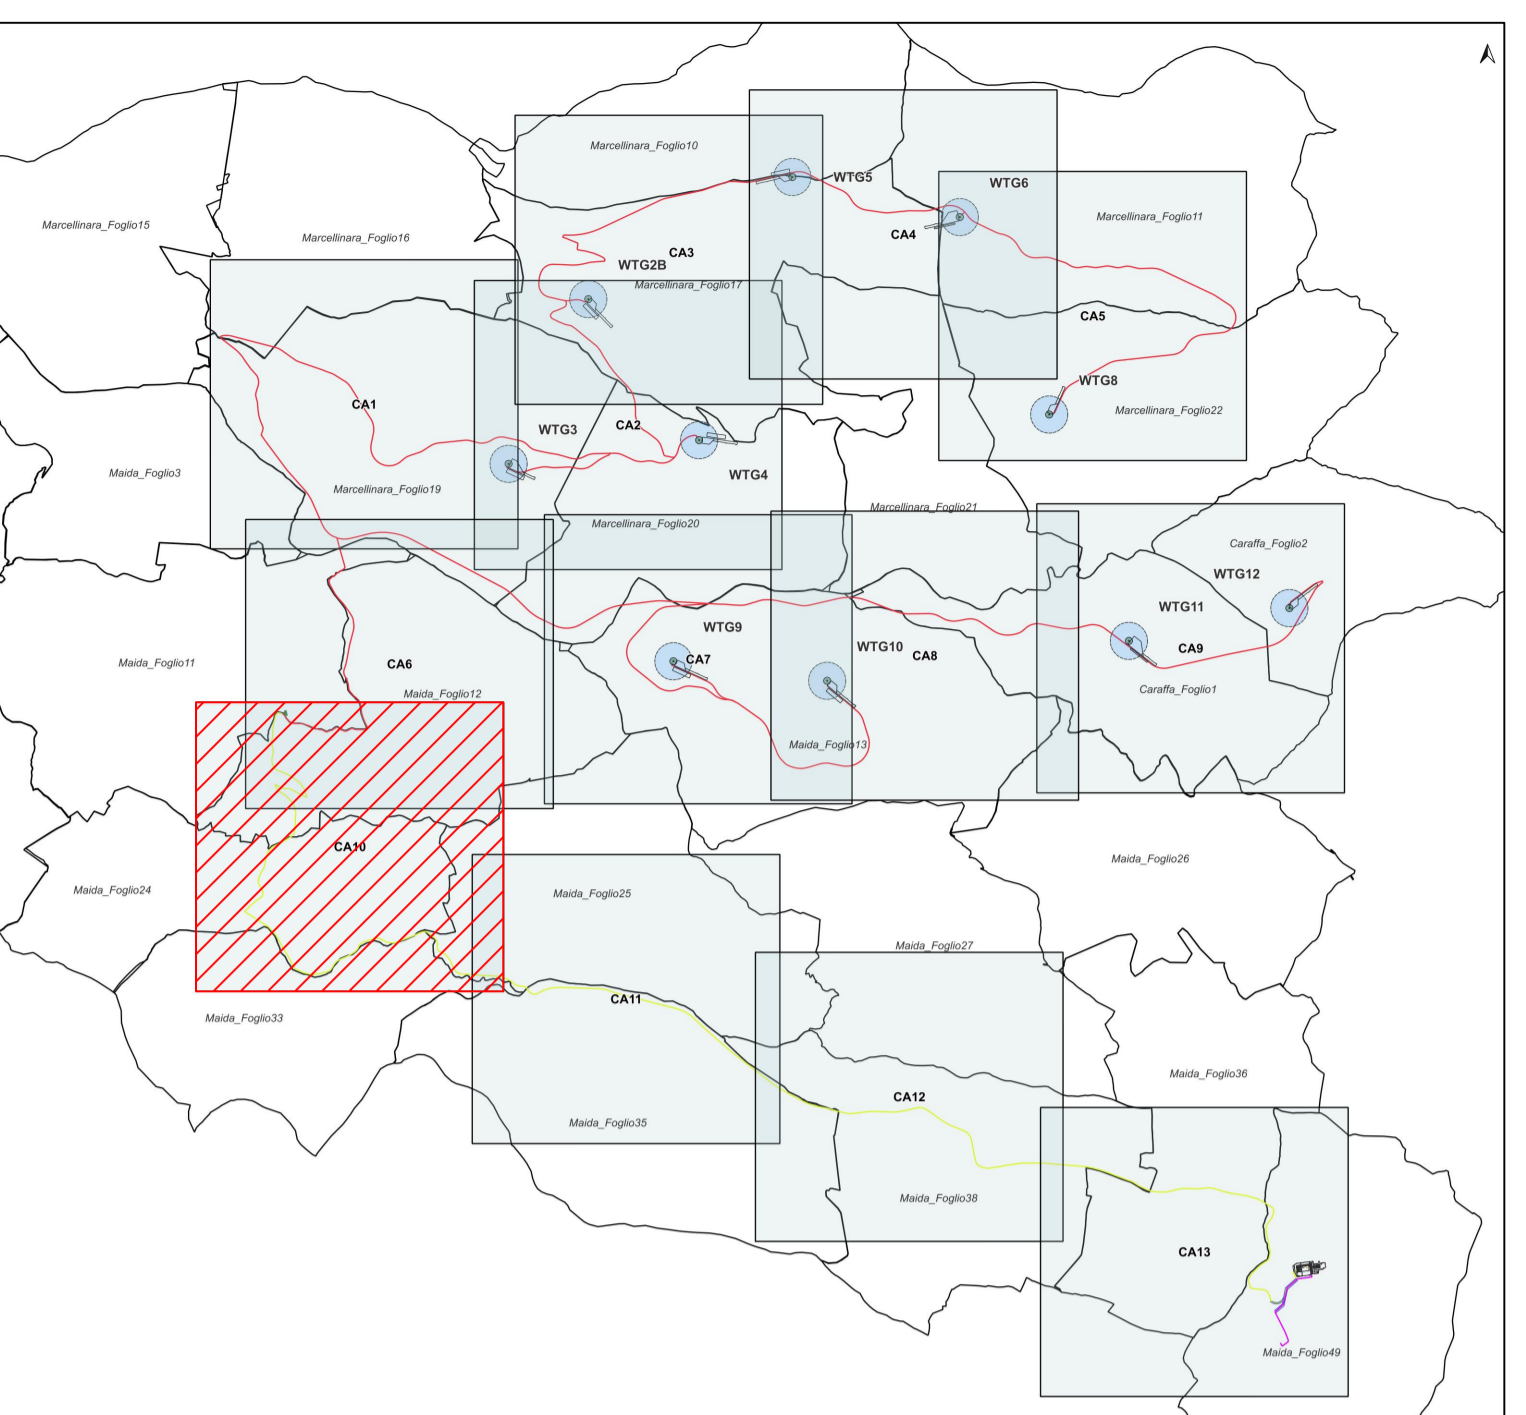 Marcellinara_Foglio10
WTG5
WTG6
Marcellinara_Foglio15
Marcellinara_Foglio11
Marcellinara_Foglio16
CA4
CA3
WTG2B
Marcellinara_Foglio17
CA5
WTG8
CA1
Marcellinara_Foglio22
CA2
WTG3
Maida_Foglio3
WTG4
Marcellinara_Foglio19
Marcellinara_Foglio21
Marcellinara_Foglio20
Caraffa_Foglio2
WTG12
WTG11
WTG9
WTG10
CA9
CA8
CA7
Maida_Foglio11
CA6
Caraffa_Foglio1
Maida_Foglio12
Maida_Foglio13
CA10
Maida_Foglio26
Maida_Foglio24
Maida_Foglio25
Maida_Foglio27
CA11
Maida_Foglio33
Maida_Foglio36
CA12
Maida_Foglio35
Maida_Foglio38
CA13
Maida_Foglio49